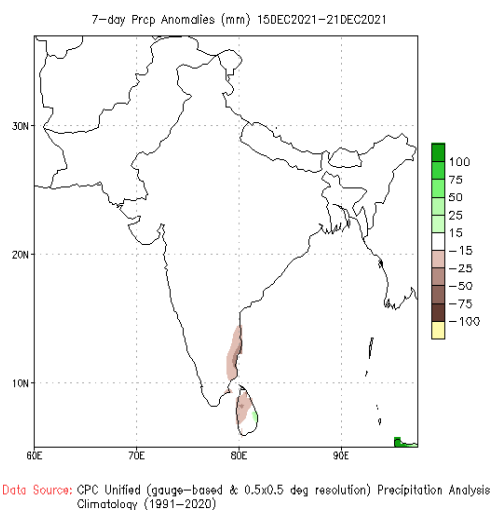 7-day Prcp Anomalies (mm) 15DEC2021-21DEC2021
30N
20N
10N
60E 70E 80E 90E
100
75
50
25
15
-15
-25
-50
-75
-100
Data Source: CPC Unified (gauge-based & 0.5x0.5 deg resolution) Precipitation Analysis
Climatology (1991-2020)